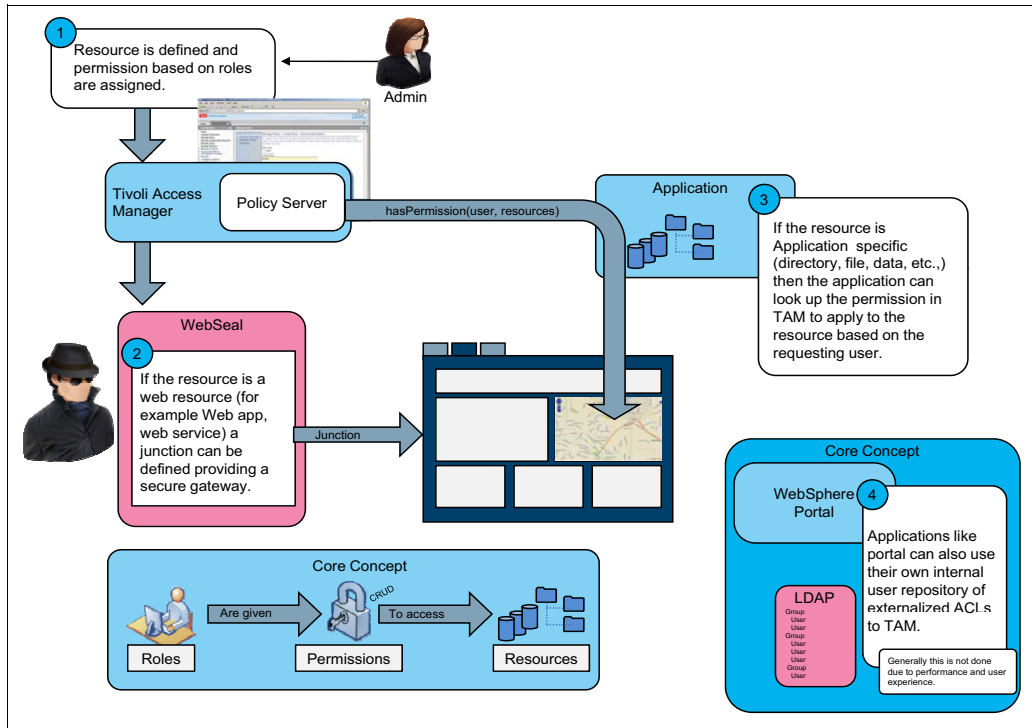 1
Resource is defined and
permission based on roles
are assigned.
Admin
Tivoli Access
Manager
Policy Server
hasPermission(user, resources)
Application
3
If the resource is
Application specific
(directory, file, data, etc.,)
then the application can
look up the permission in
TAM to apply to the
resource based on the
requesting user.
WebSeal
2
If the resource is a
web resource (for
example Web app,
web service) a
junction can be
defined providing a
secure gateway.
Junction
Core Concept
WebSphere
Portal
4
Applications like
portal can also use
their own internal
user repository of
externalized ACLs
to TAM.
LDAP
Group
User
User
Group
User
User
User
Group
User
Generally this is not done
due to performance and user
experience.
Core Concept
Are given
CRUD
To access
Roles
Permissions
Resources